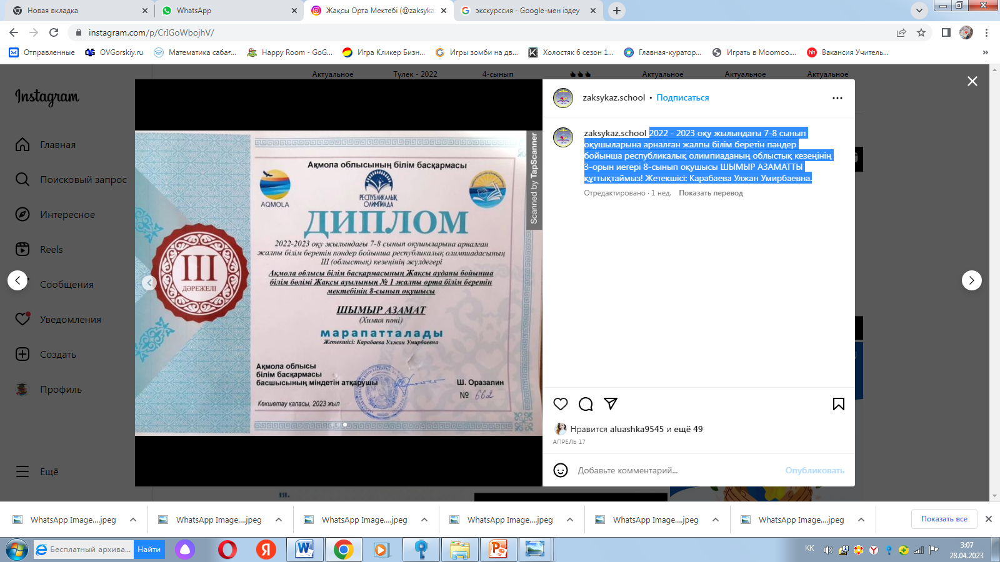 Новая вкладка
WhatsApp
Жақсы Орта Мектебі (@zaksyka
экскурссия - Google-мен іздеу
instagram.com/p/CrIGoWbojhV/
Отправленные
OVGorskiy.ru
Математика сабағ...
Happy Room - GoG...
Игра Кликер Бизн...
Игры зомби на дв...
Холостяк 6 сезон 1...
Главная-куратор...
Играть в Moomoo....
Вакансия Учитель...
Актуальное
Түлек - 2022
4-сынып
Актуальное
Актуальное
Актуальное
Instagram
Главная
Поисковый запрос
Интересное
Reels
Сообщения
Уведомления
Создать
Профиль
Ещё
Scanned by TapScanner
Ақмола облысының білім басқармасы
AQMOLA
РЕСПУБЛИКАЛЫҚ
ОЛИМПИАДА
ДИПЛОМ
2022-2023 оқу жылындағы 7-8 сынып оқушыларына арналған
жалпы білім беретін пәндер бойынша республикалық олимпиадасының
III (облыстық) кезеңінің жүлдегері
Ақмола облысы білім басқармасының Жақсы ауданы бойынша
білім бөлімі Жақсы ауылының № 1 жалпы орта білім беретін
мектебінің 8-сынып оқушысы
III
ДӘРЕЖЕЛІ
ШЫМЫР АЗАМАТ
(Химия пәні)
марапатталады
Жетекшісі: Карабаева Улжан Умирбаевна
Ақмола облысы
білім басқармасы
басшысының міндетін атқарушы
Ш. Оразалин
№ 662
Көкшетау қаласы, 2023 жыл
zaksykaz.school • Подписаться
zaksykaz.school 2022 - 2023 оқу жылындағы 7-8 сынып
оқушыларына арналған жалпы білім беретін пәндер
бойынша республикалық олимпиаданың облыстық кезеңінің
3-орын иегері 8-сынып оқушысы ШЫМЫР АЗАМАТТЫ
құттықтаймыз! Жетекшісі: Карабаева Улжан Умирбаевна.
Отредактировано · 1 нед. Показать перевод
Нравится aluashka9545 и ещё 49
АПРЕЛЬ 17
Добавьте комментарий...
Опубликовать
WhatsApp Image....jpeg
WhatsApp Image....jpeg
WhatsApp Image....jpeg
WhatsApp Image....jpeg
WhatsApp Image....jpeg
WhatsApp Image....jpeg
Показать все
Бесплатный архива...
Найти
KK
3:07
28.04.2023